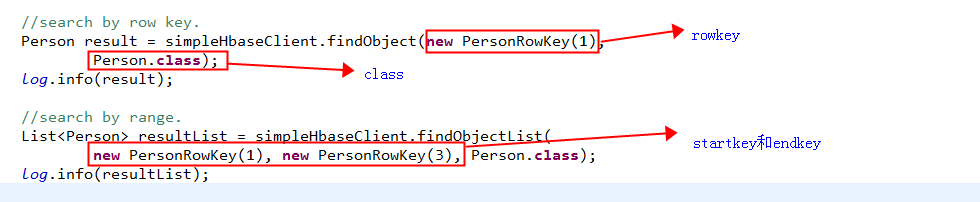 //search by row key.
Person result = simpleHbaseClient.findObject(new PersonRowKey(1),
rowkey
Person.class);
class
log.info(result);
//search by range.
List<Person> resultList = simpleHbaseClient.findObjectList(
new PersonRowKey(1), new PersonRowKey(3), Person.class);
startkey和endkey
log.info(resultList);